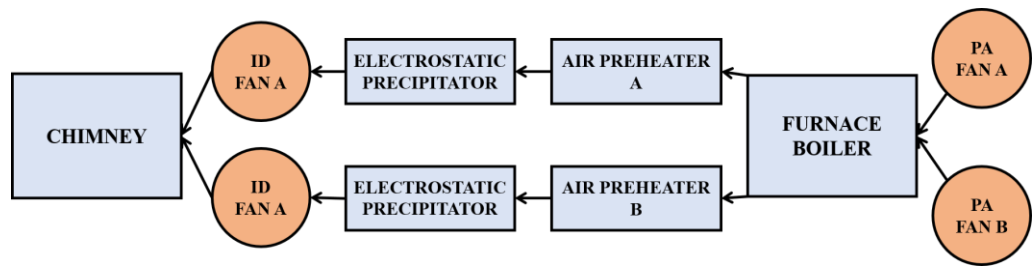 CHIMNEY
ID
FAN A
ELECTROSTATIC
PRECIPITATOR
AIR PREHEATER
A
FURNACE
BOILER
PA
FAN A
ID
FAN A
ELECTROSTATIC
PRECIPITATOR
AIR PREHEATER
B
PA
FAN B